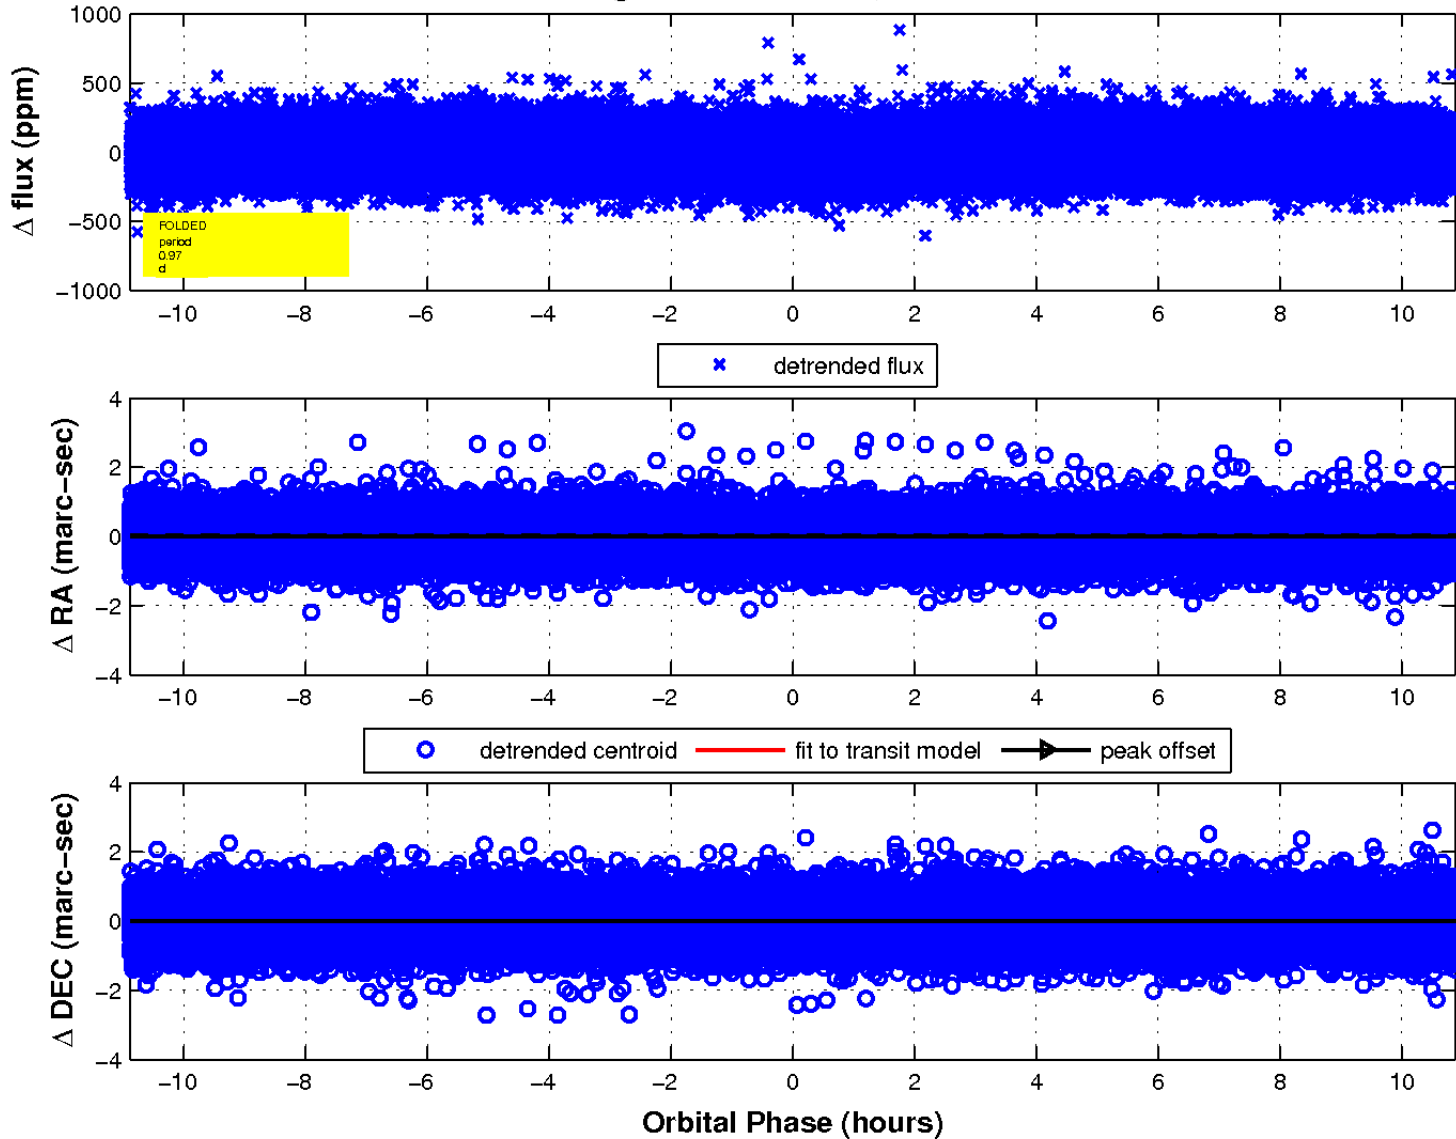 1000
500
0
−500
−1000
Δ flux (ppm)
FOLDED
period
0.97
d
−10 −8 −6 −4 −2 0 2 4 6 8 10
detrended flux
4
2
0
−2
−4
Δ RA (marc−sec)
−10 −8 −6 −4 −2 0 2 4 6 8 10
detrended centroid fit to transit model peak offset
4
2
0
−2
−4
Δ DEC (marc−sec)
−10 −8 −6 −4 −2 0 2 4 6 8 10
Orbital Phase (hours)